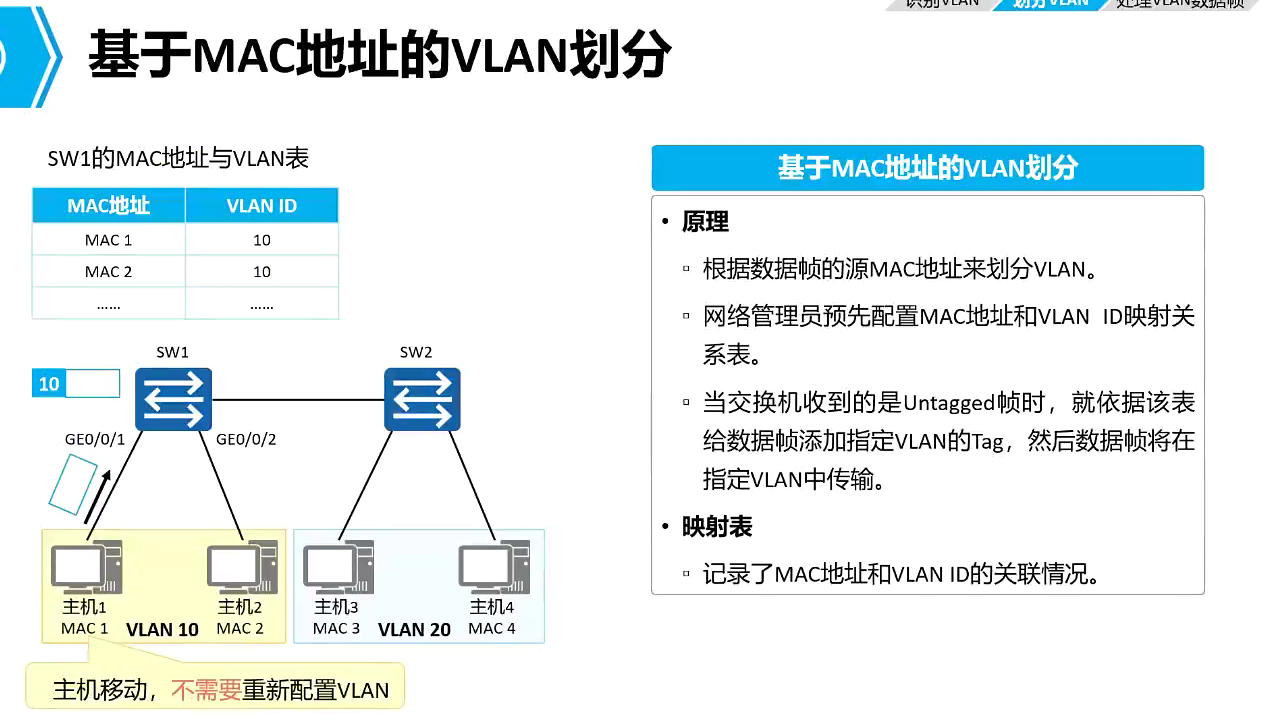 识别VLAN 划分VLAN 处理VLAN数据帧
基于MAC地址的VLAN划分
SW1的MAC地址与VLAN表
MAC地址 VLAN ID
MAC 1 10
MAC 2 10
...... ......
SW1 SW2
10
GE0/0/1 GE0/0/2
主机1 主机2 主机3 主机4
MAC 1 VLAN 10 MAC 2 MAC 3 VLAN 20 MAC 4
主机移动，不需要重新配置VLAN
基于MAC地址的VLAN划分
• 原理
▫ 根据数据帧的源MAC地址来划分VLAN。
▫ 网络管理员预先配置MAC地址和VLAN ID映射关
系表。
▫ 当交换机收到的是Untagged帧时，就依据该表
给数据帧添加指定VLAN的Tag，然后数据帧将在
指定VLAN中传输。
• 映射表
▫ 记录了MAC地址和VLAN ID的关联情况。